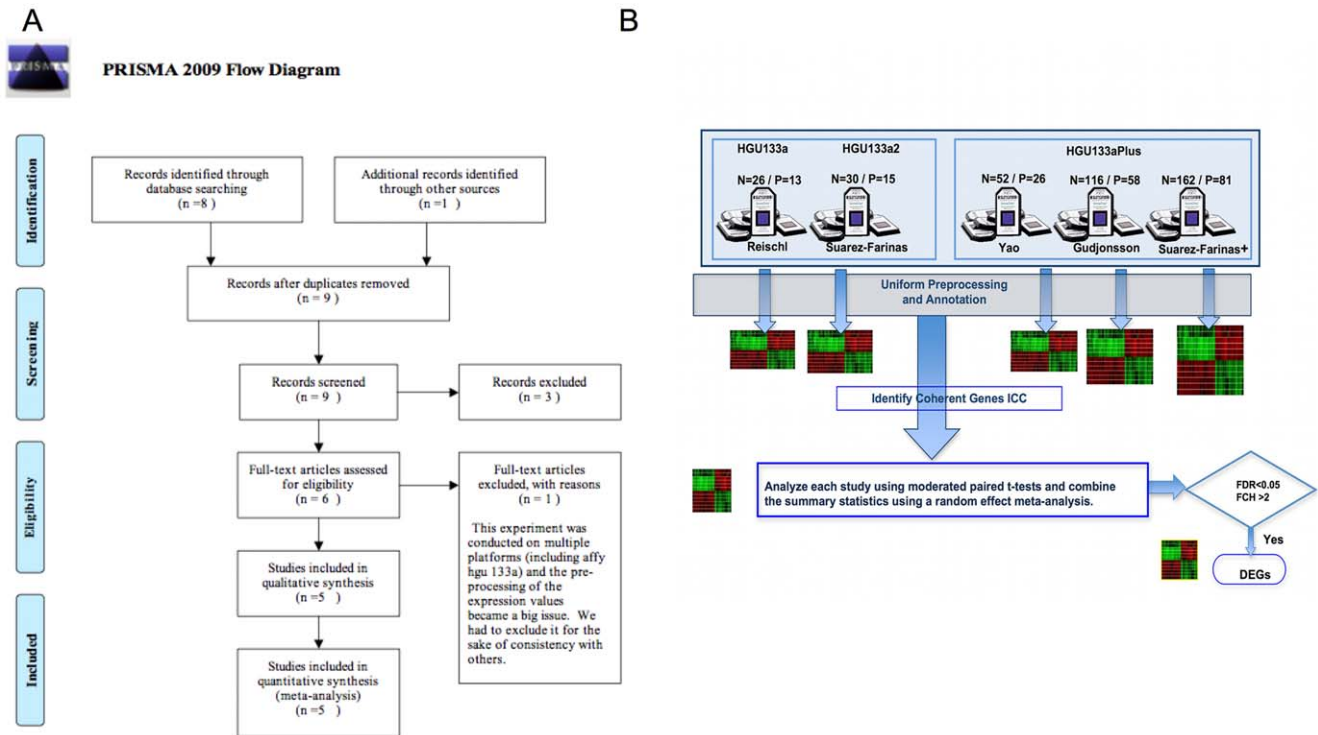 A
PRISMA
PRISMA 2009 Flow Diagram
Identification
Screening
Eligibility
Included
Records identified through
database searching
(n =8 )
Additional records identified
through other sources
(n =1 )
Records after duplicates removed
(n = 9 )
Records screened
(n = 9 )
Records excluded
(n = 3 )
Full-text articles assessed
for eligibility
(n = 6 )
Full-text articles
excluded, with reasons
(n = 1 )
This experiment was
conducted on multiple
platforms (including affy
hgu 133a) and the pre-
processing of the
expression values
became a big issue. We
had to exclude it for the
sake of consistency with
others.
Studies included in
qualitative synthesis
(n =5 )
Studies included in
quantitative synthesis
(meta-analysis)
(n =5 )
B
HGU133a
HGU133a2
HGU133aPlus
N=26 / P=13
N=30 / P=15
N=52 / P=26
N=116 / P=58
N=162 / P=81
Reischl
Suarez-Farinas
Yao
Gudjonsson
Suarez-Farinas+
Uniform Preprocessing
and Annotation
Identify Coherent Genes ICC
Analyze each study using moderated paired t-tests and combine
the summary statistics using a random effect meta-analysis.
FDR<0.05
FCH >2
Yes
DEGs